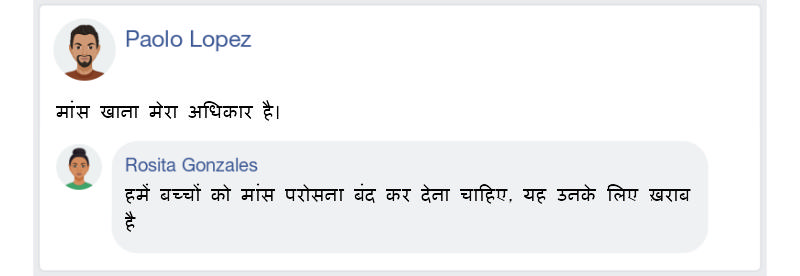 Paolo Lopez
मांस खाना मेरा अधिकार है।
Rosita Gonzales
हमें बच्चों को मांस परोसना बंद कर देना चाहिए, यह उनके लिए ख़राब
है